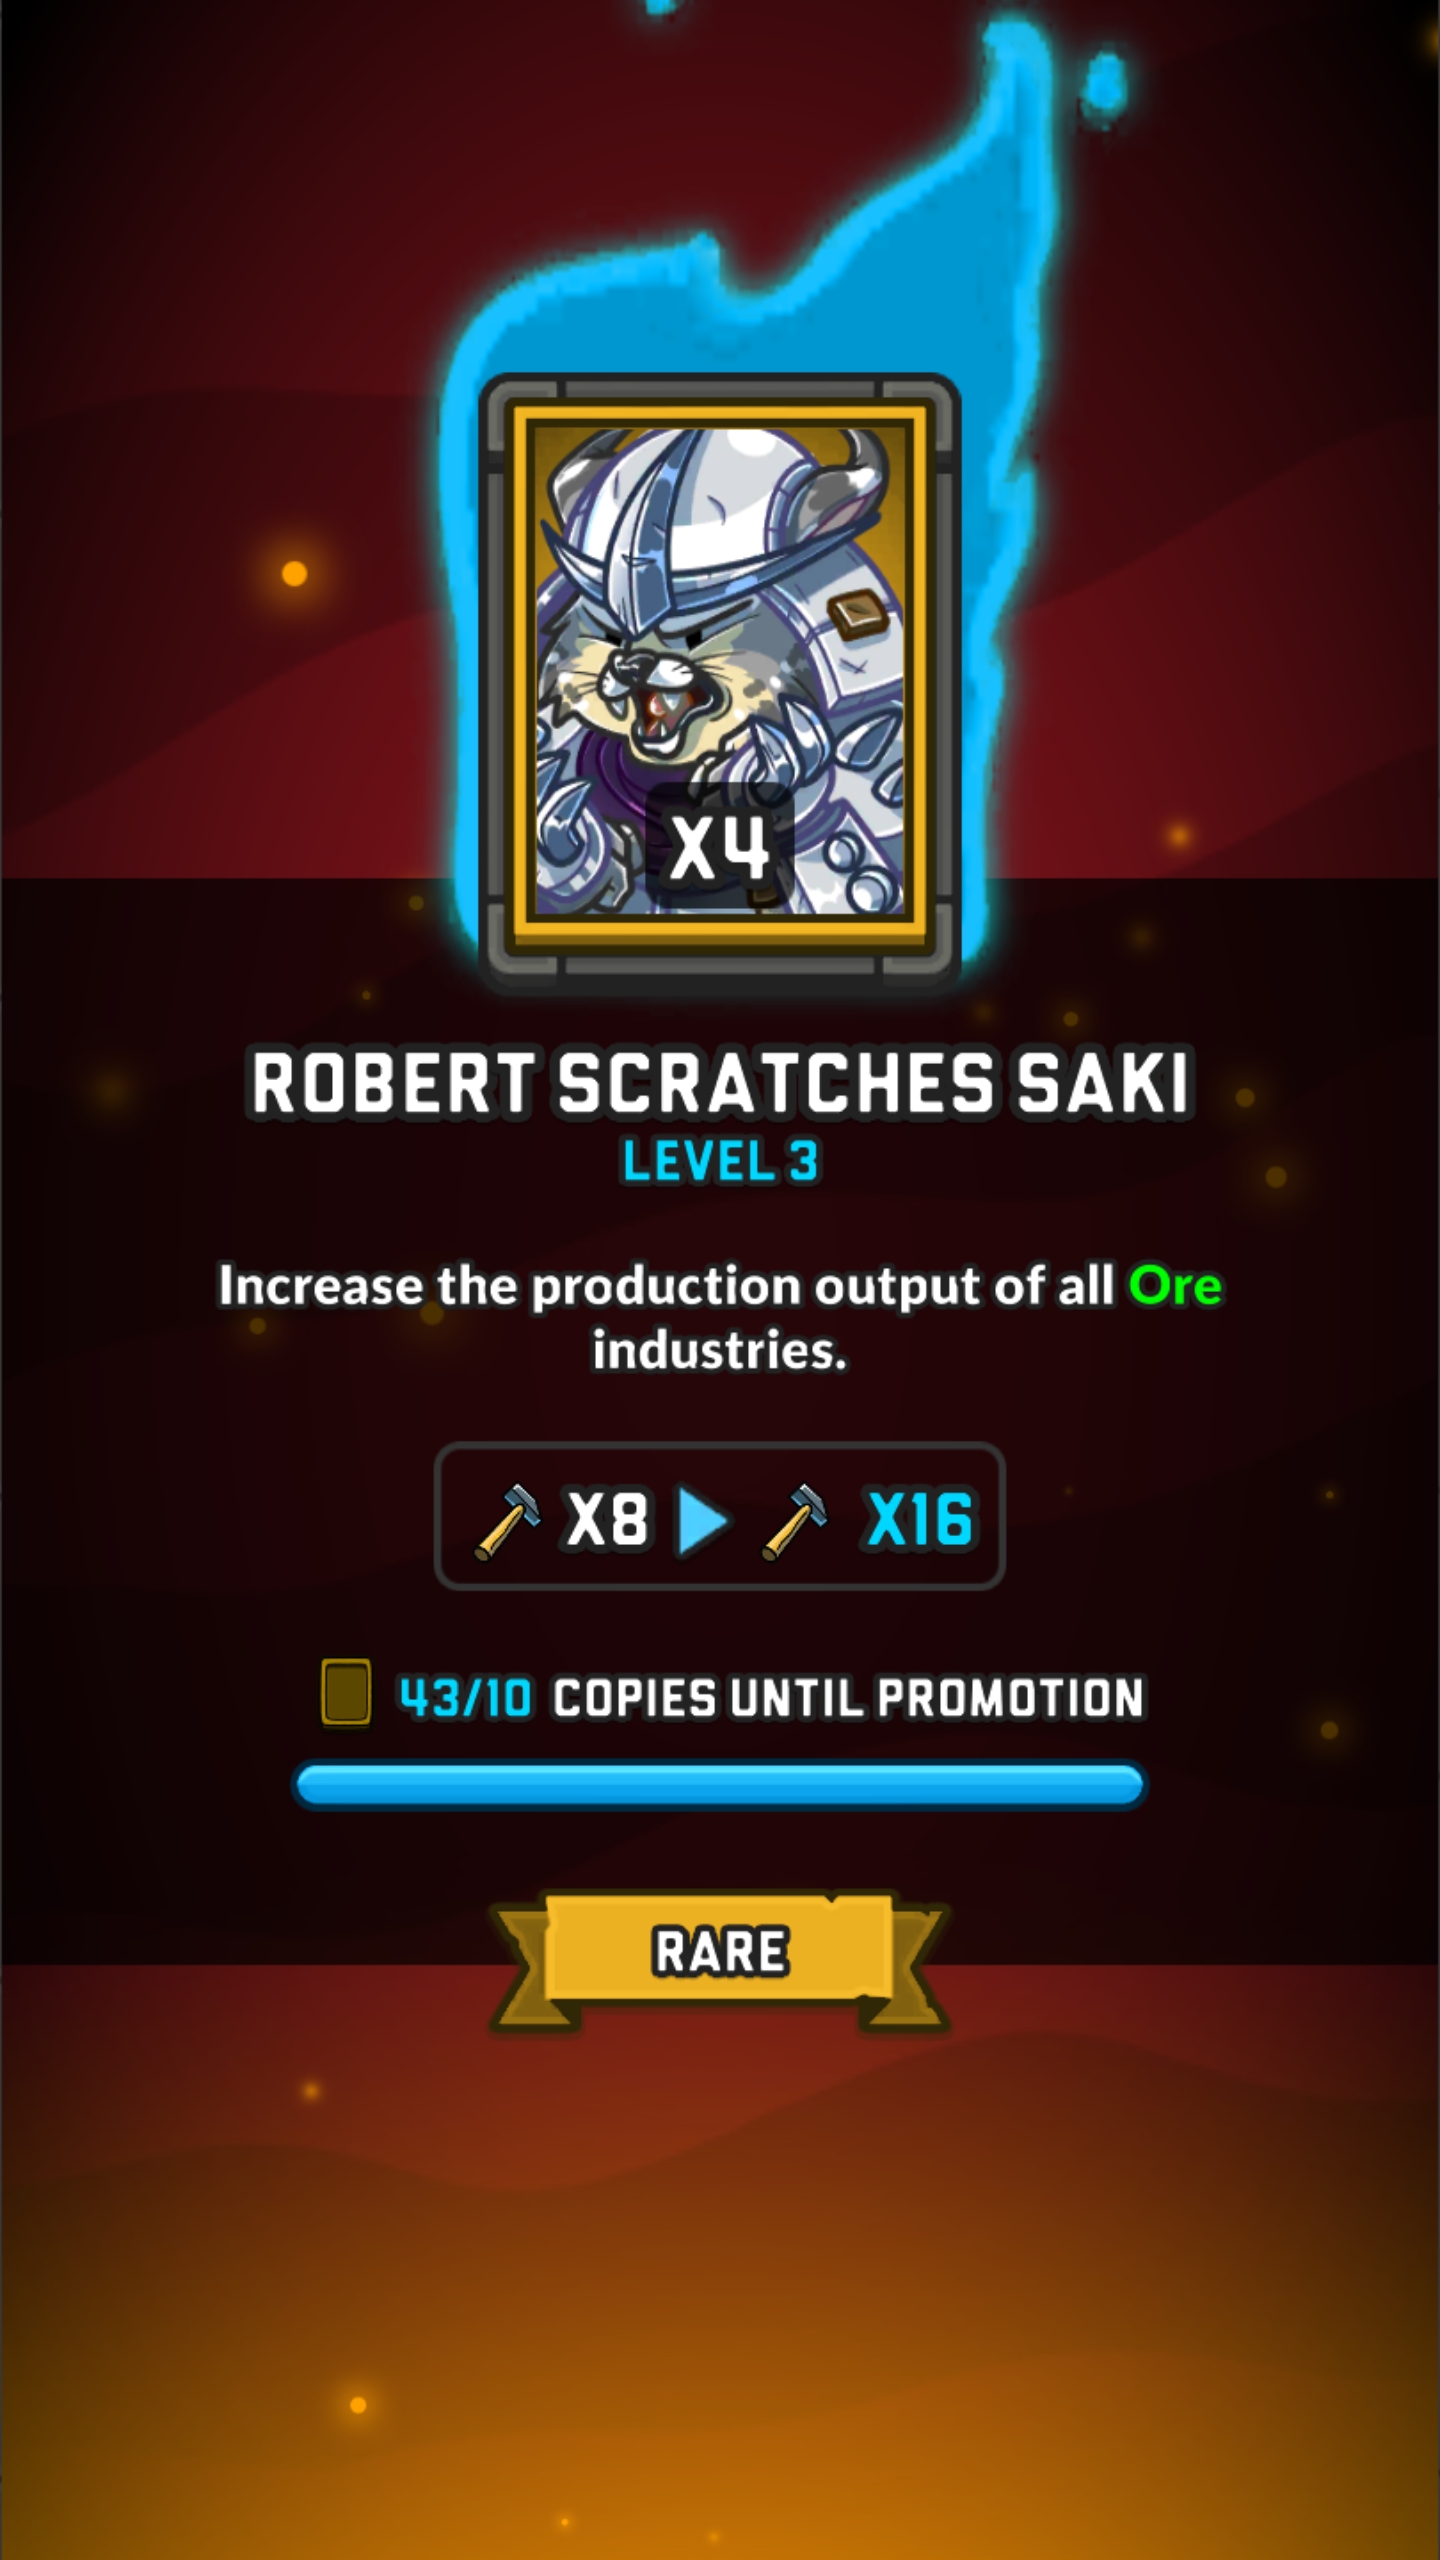 X4
ROBERT SCRATCHES SAKI
LEVEL 3
Increase the production output of all Ore
industries.
X8 X16
43/10 COPIES UNTIL PROMOTION
RARE